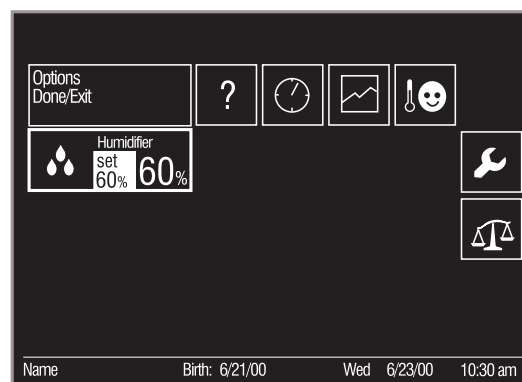 Options
Done/Exit
?
Humidifier
set
60%
60%
Name Birth: 6/21/00 Wed 6/23/00 10:30 am